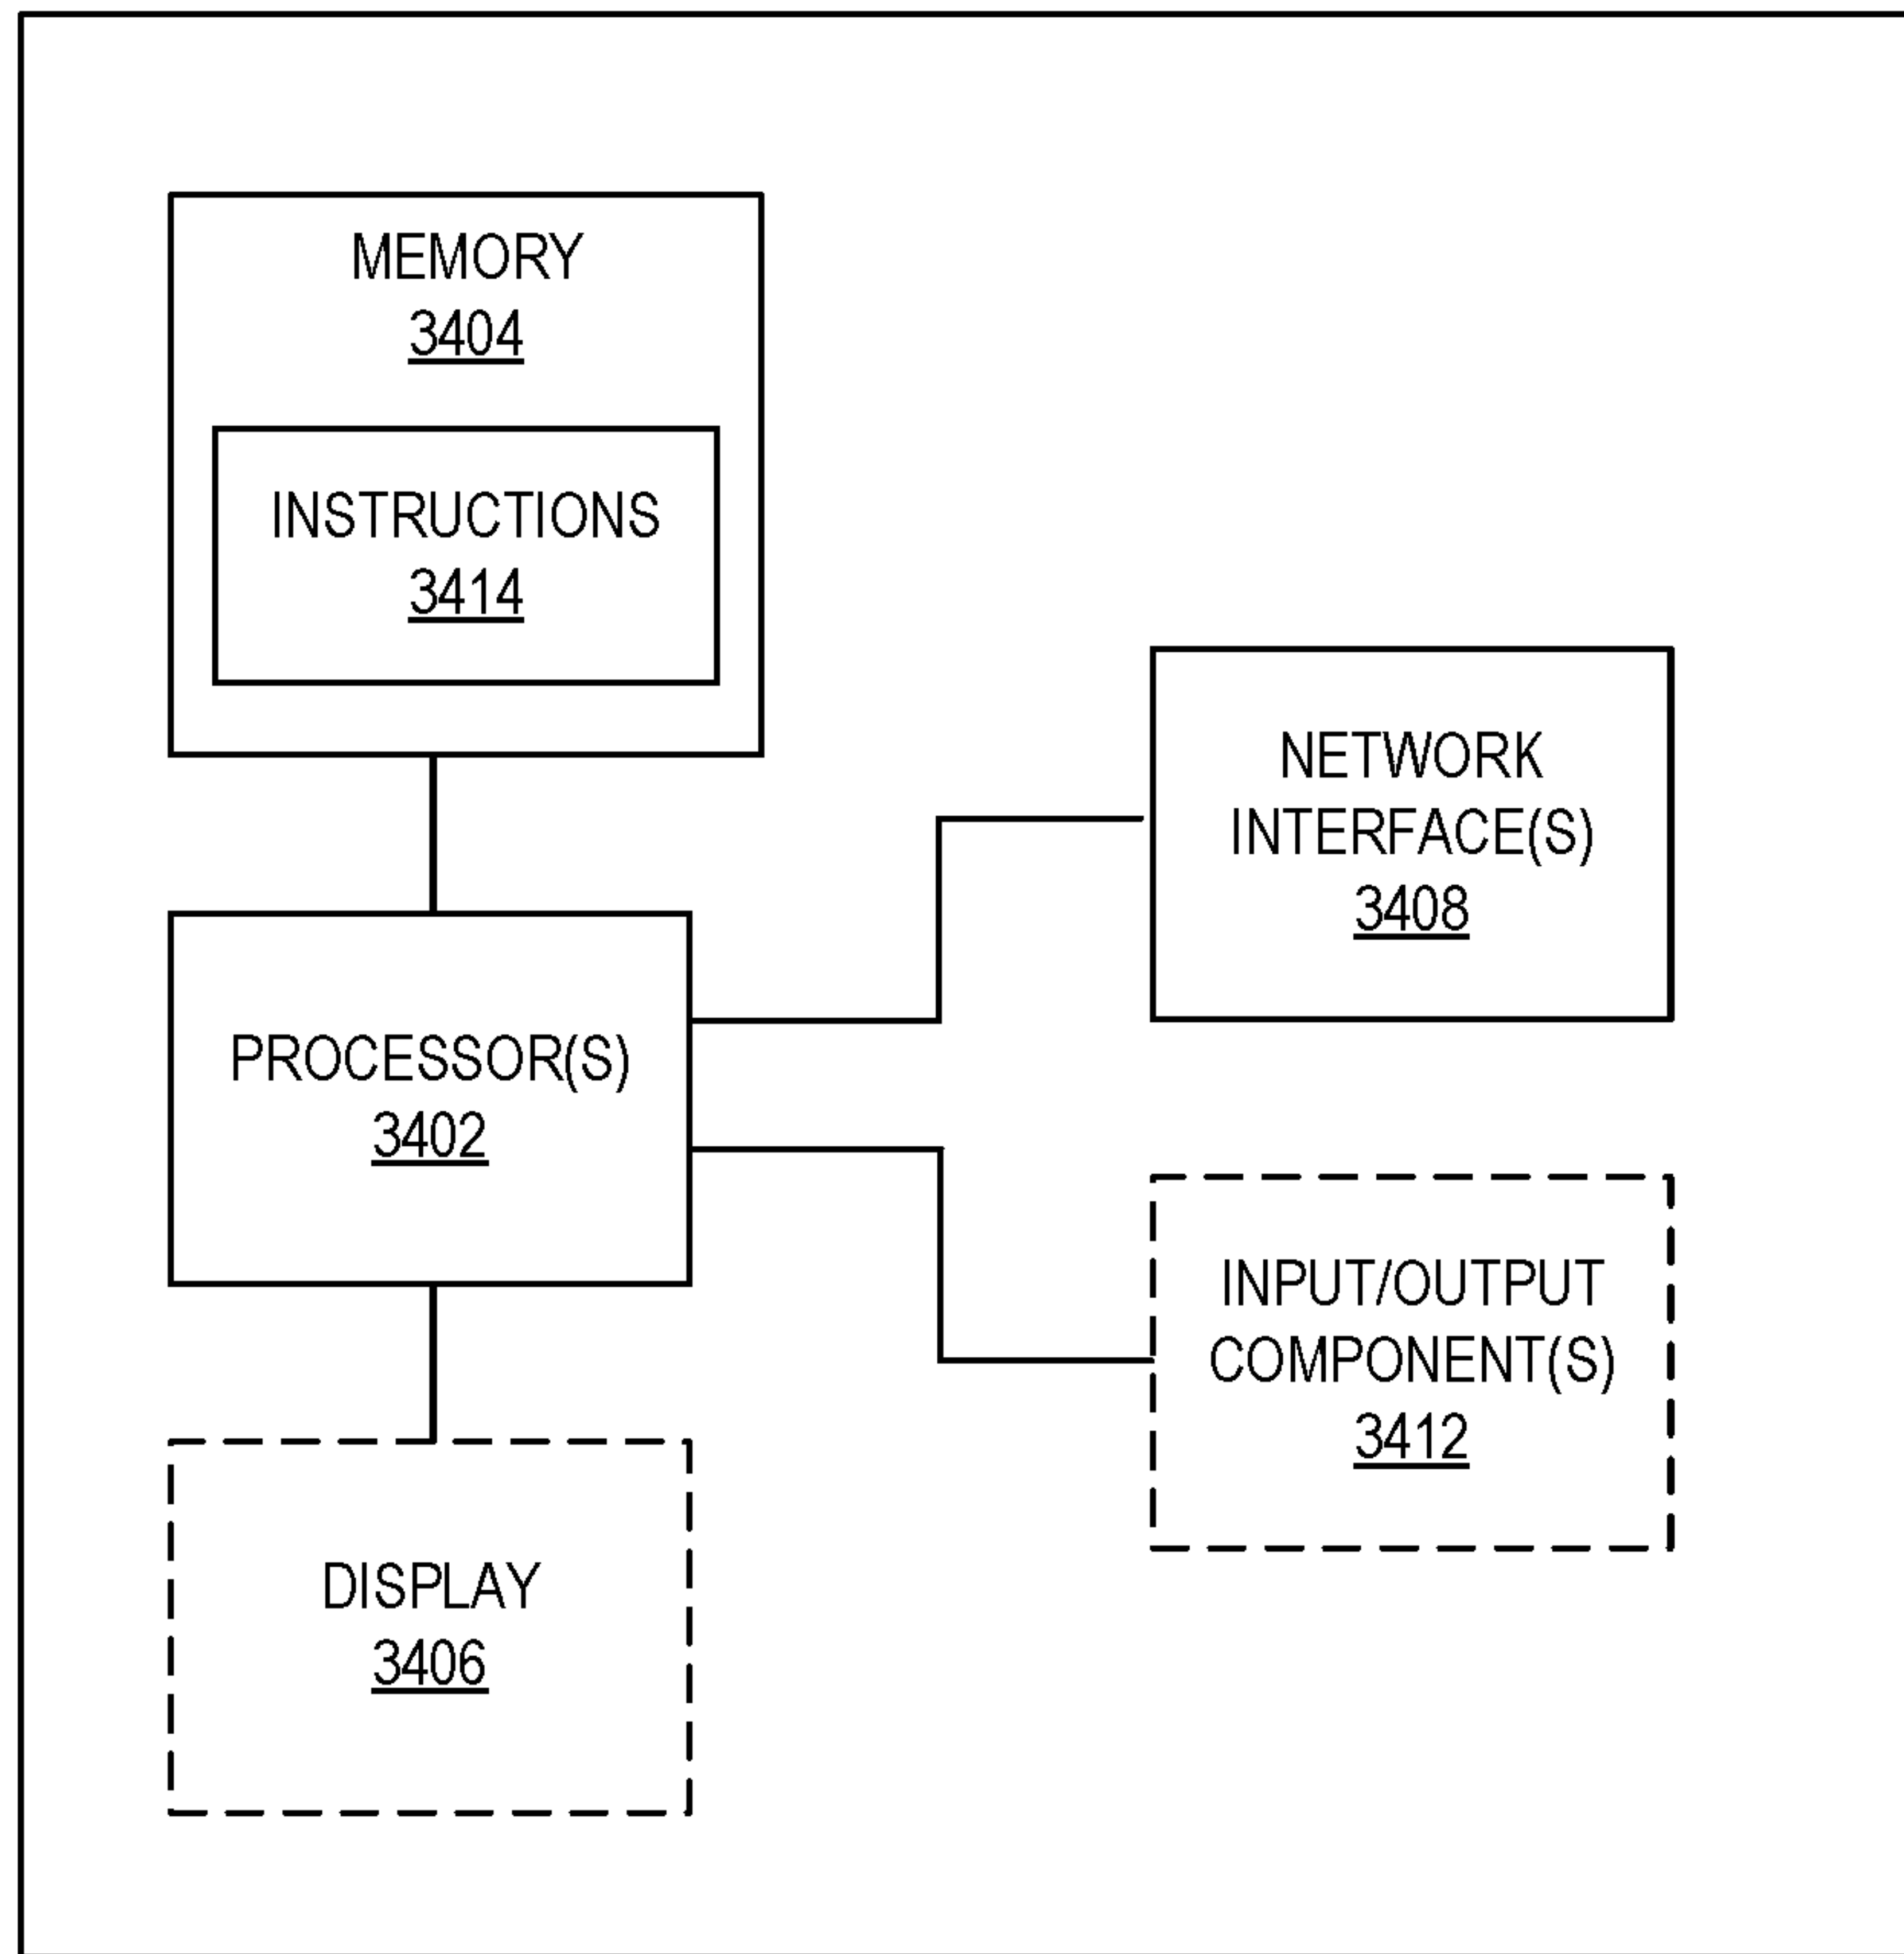 MEMORY
3404
INSTRUCTIONS
3414
NETWORK
INTERFACE(S)
3408
PROCESSOR(S)
3402
INPUT/OUTPUT
COMPONENT(S)
3412
DISPLAY
3406